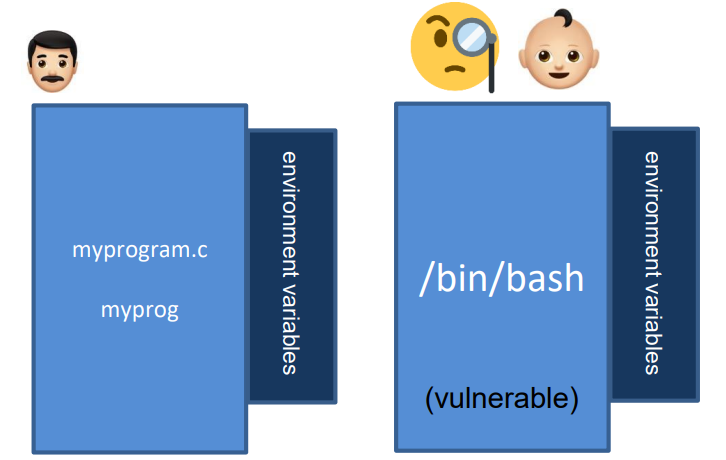 myprogram.c
myprog
environment variables
/bin/bash
(vulnerable)
environment variables